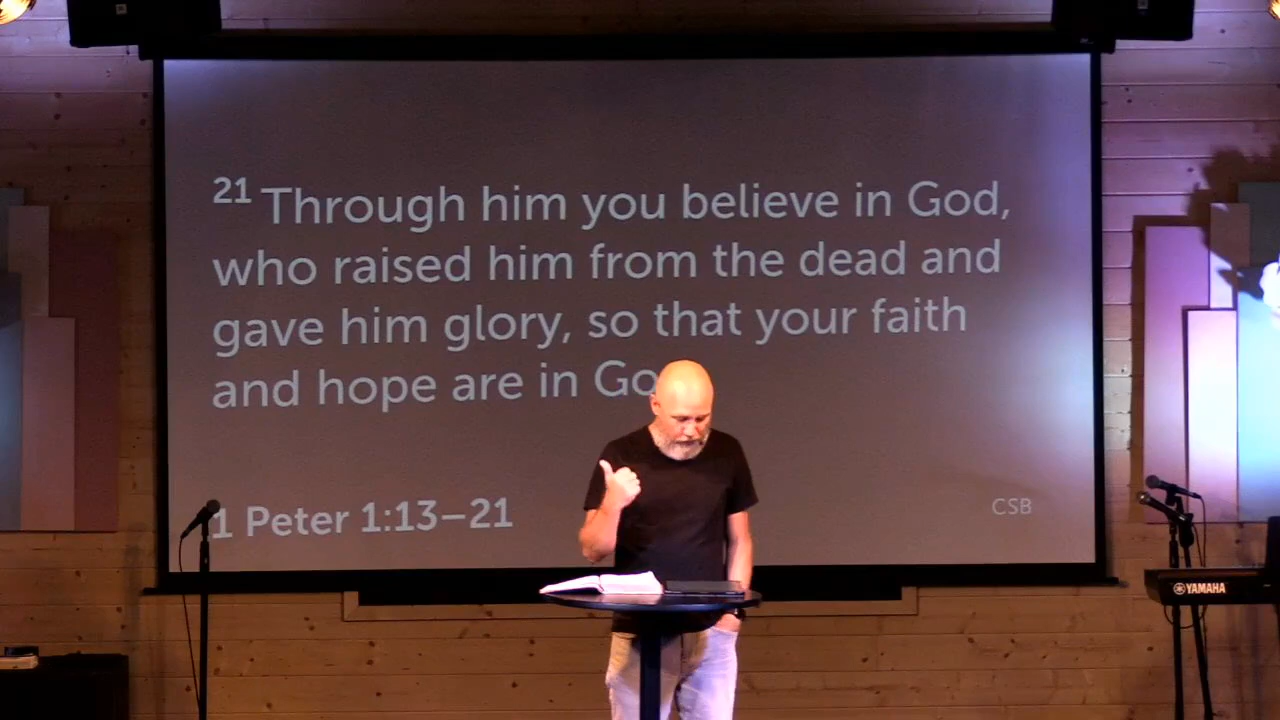 21 Through him you believe in God,
who raised him from the dead and
gave him glory, so that your faith
and hope are in Go
1 Peter 1:13–21
CSB
YAMAHA